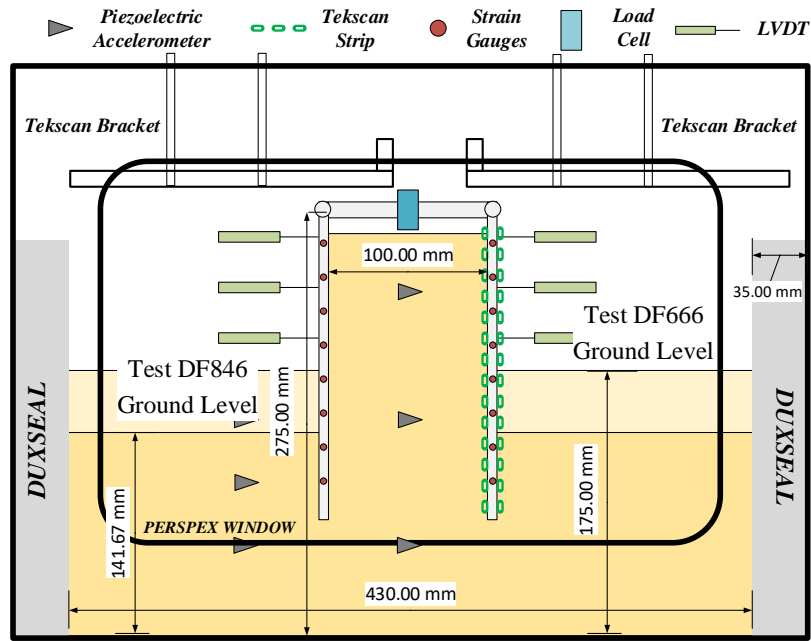 Piezoelectric
Accelerometer
Tekscan
Strip
Strain
Gauges
Load
Cell
LVDT
Tekscan Bracket
Tekscan Bracket
100.00 mm
35.00 mm
Test DF666
Ground Level
Test DF846
Ground Level
275.00 mm
DUXSEAL
DUXSEAL
141.67 mm
175.00 mm
PERSPEX WINDOW
430.00 mm